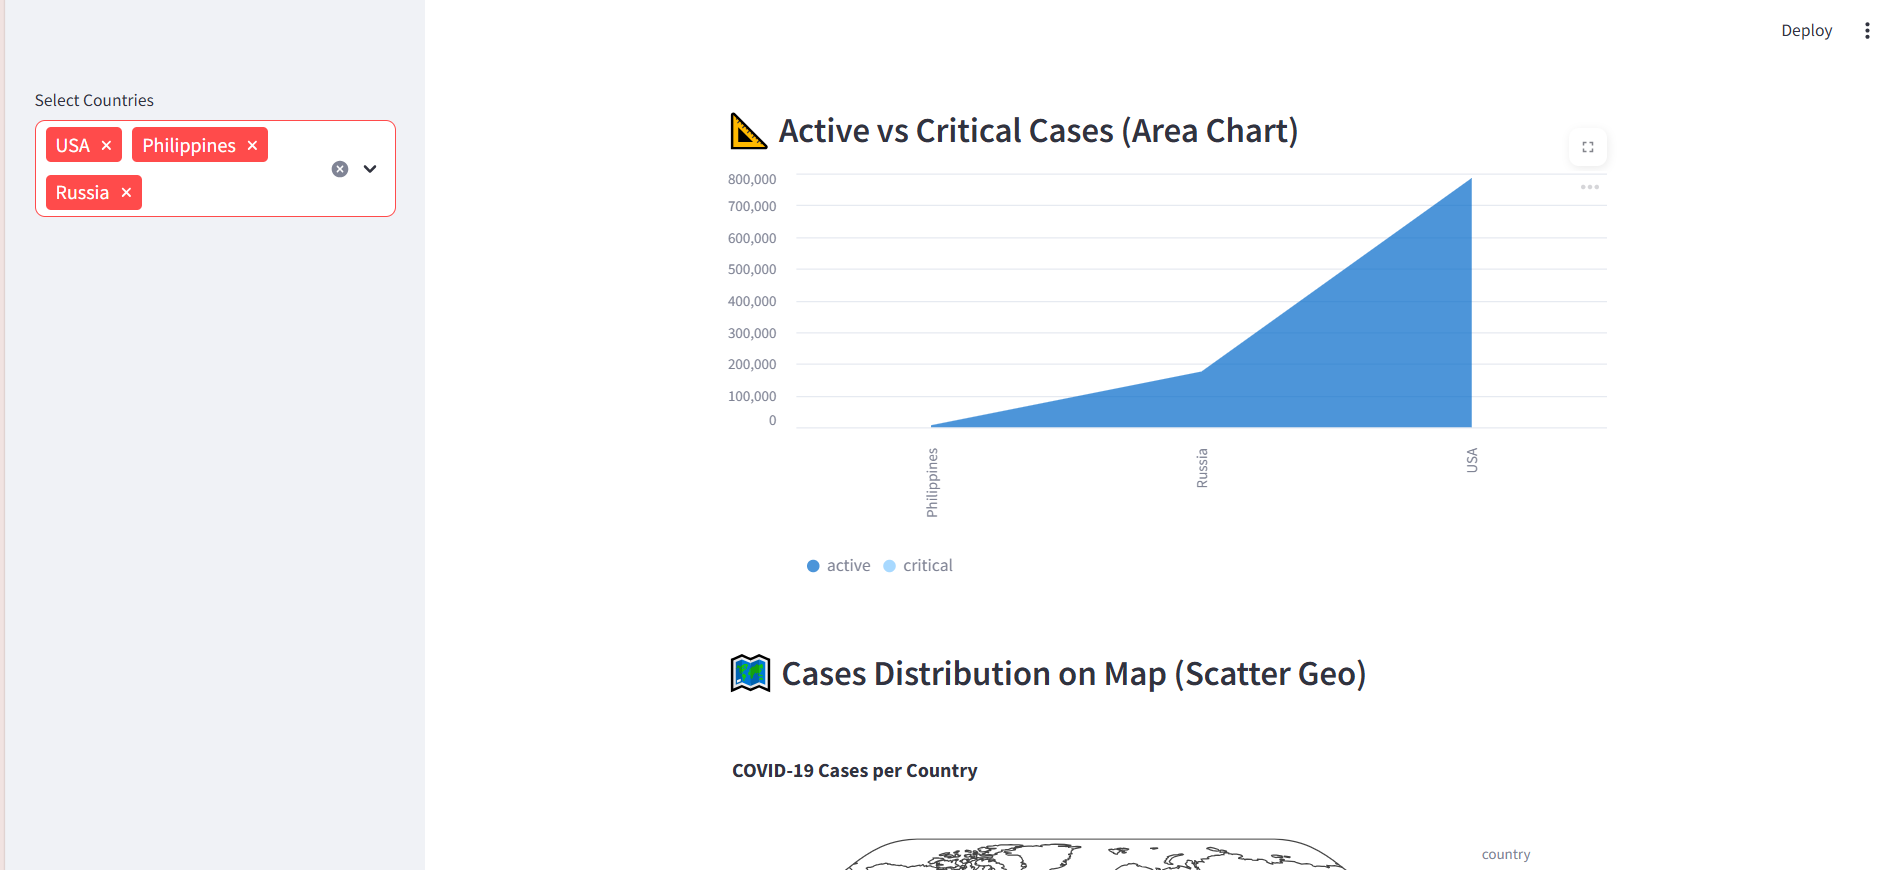 Deploy
Select Countries
USA
Philippines
Russia
Active vs Critical Cases (Area Chart)
800,000
700,000
600,000
500,000
400,000
300,000
200,000
100,000
0
Philippines
Russia
USA
active
critical
Cases Distribution on Map (Scatter Geo)
COVID-19 Cases per Country
country